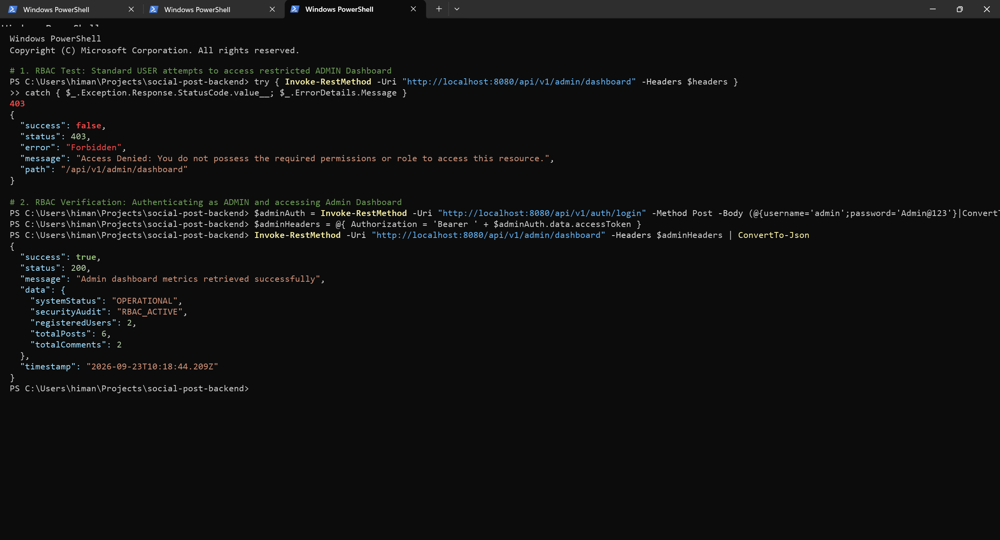 Windows PowerShell
Windows PowerShell
Windows PowerShell
Windows PowerShell
Windows PowerShell
Copyright (C) Microsoft Corporation. All rights reserved.
# 1. RBAC Test: Standard USER attempts to access restricted ADMIN Dashboard
PS C:\Users\himan\Projects\social-post-backend> try { Invoke-RestMethod -Uri "http://localhost:8080/api/v1/admin/dashboard" -Headers $headers }
>> catch { $_.Exception.Response.StatusCode.value__; $_.ErrorDetails.Message }
403
{
  "success": false,
  "status": 403,
  "error": "Forbidden",
  "message": "Access Denied: You do not possess the required permissions or role to access this resource.",
  "path": "/api/v1/admin/dashboard"
}
# 2. RBAC Verification: Authenticating as ADMIN and accessing Admin Dashboard
PS C:\Users\himan\Projects\social-post-backend> $adminAuth = Invoke-RestMethod -Uri "http://localhost:8080/api/v1/auth/login" -Method Post -Body (@{username='admin';password='Admin@123'}|ConvertT
PS C:\Users\himan\Projects\social-post-backend> $adminHeaders = @{ Authorization = 'Bearer ' + $adminAuth.data.accessToken }
PS C:\Users\himan\Projects\social-post-backend> Invoke-RestMethod -Uri "http://localhost:8080/api/v1/admin/dashboard" -Headers $adminHeaders | ConvertTo-Json
{
  "success": true,
  "status": 200,
  "message": "Admin dashboard metrics retrieved successfully",
  "data": {
    "systemStatus": "OPERATIONAL",
    "securityAudit": "RBAC_ACTIVE",
    "registeredUsers": 2,
    "totalPosts": 6,
    "totalComments": 2
  },
  "timestamp": "2026-09-23T10:18:44.209Z"
}
PS C:\Users\himan\Projects\social-post-backend>